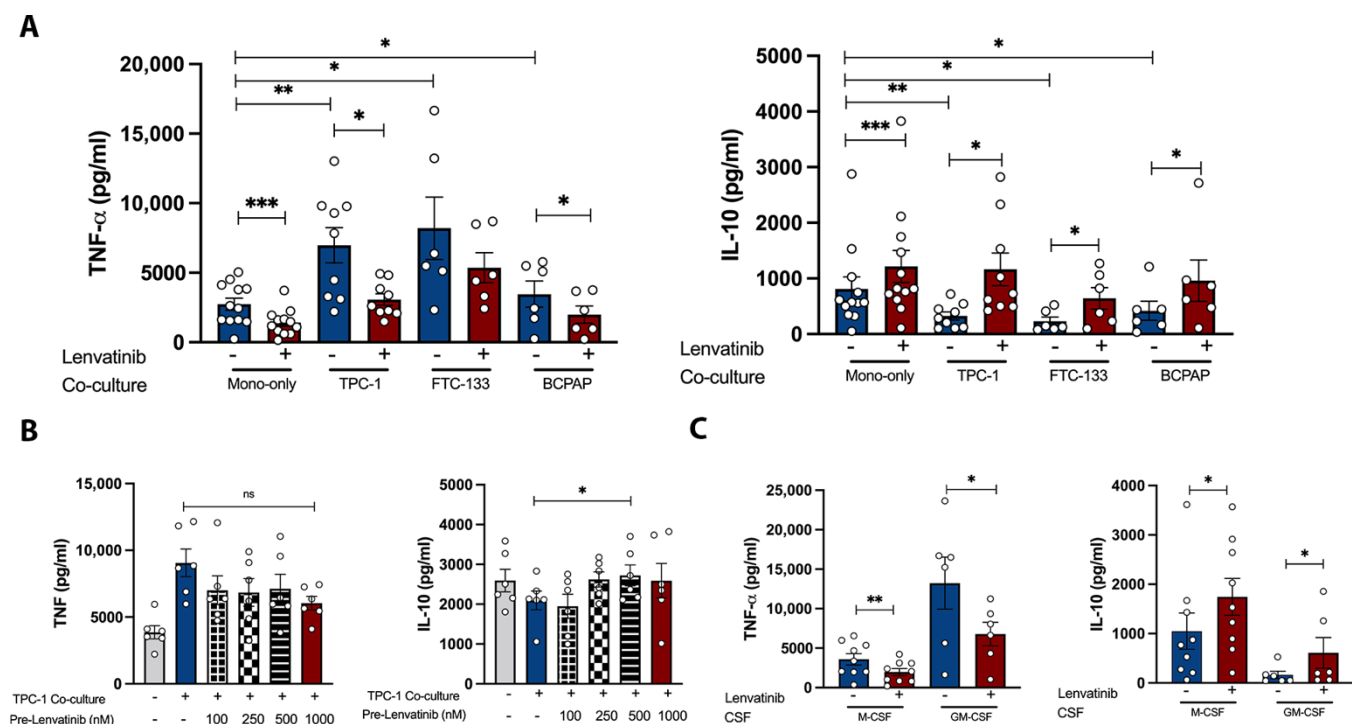 A
TNF-α (pg/ml)
20,000
15,000
10,000
5000
0
*
*
**
*
***
*
Lenvatinib - + - + - + - +
Co-culture Mono-only TPC-1 FTC-133 BCPAP
IL-10 (pg/ml)
5000
4000
3000
2000
1000
0
*
*
**
***
*
*
*
Lenvatinib - + - + - + - +
Co-culture Mono-only TPC-1 FTC-133 BCPAP
B
TNF (pg/ml)
15,000
10,000
5000
0
ns
TPC-1 Co-culture - + + + + +
Pre-Lenvatinib (nM) - - 100 250 500 1000
IL-10 (pg/ml)
4000
3000
2000
1000
0
*
TPC-1 Co-culture - + + + + +
Pre-Lenvatinib (nM) - - 100 250 500 1000
C
TNF-α (pg/ml)
25,000
20,000
15,000
10,000
5000
0
**
*
Lenvatinib - + - +
CSF M-CSF GM-CSF
IL-10 (pg/ml)
4000
3000
2000
1000
0
*
*
Lenvatinib - + - +
CSF M-CSF GM-CSF